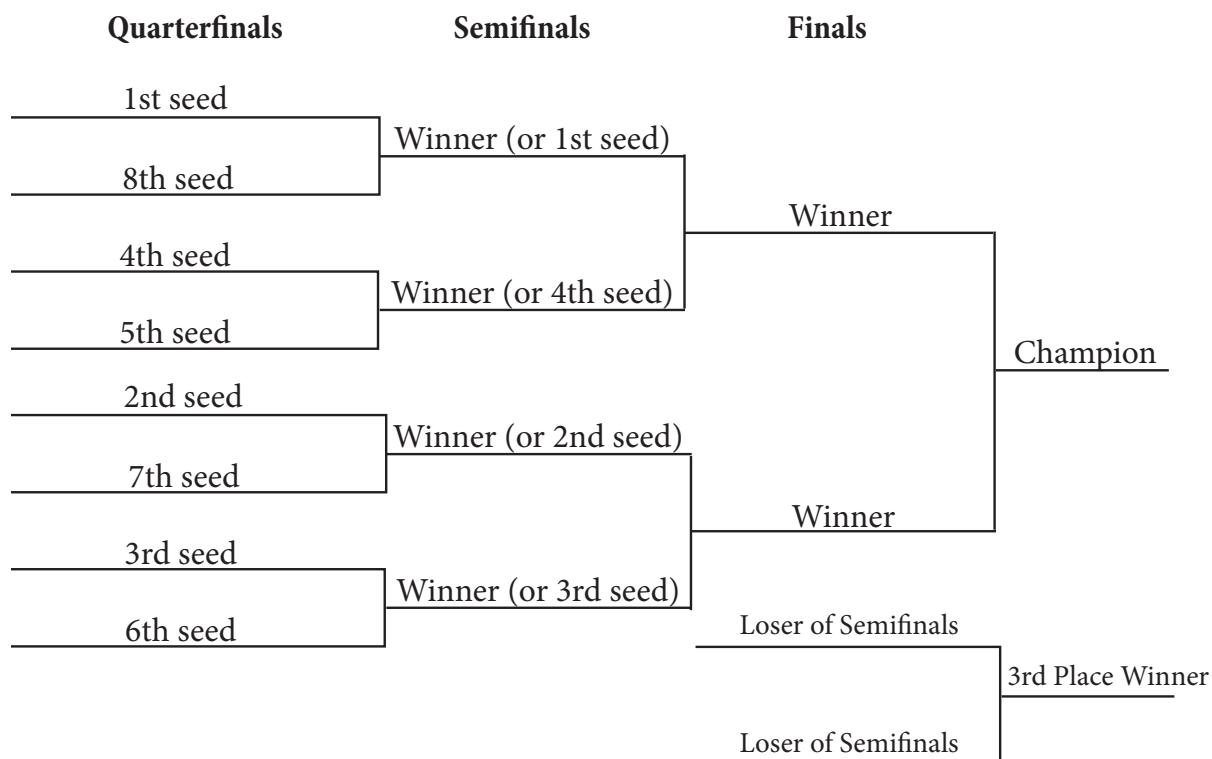 Quarterfinals Semifinals Finals
1st seed
Winner (or 1st seed)
8th seed
Winner
4th seed
Winner (or 4th seed)
5th seed
Champion
2nd seed
Winner (or 2nd seed)
7th seed
Winner
3rd seed
Winner (or 3rd seed)
6th seed
Loser of Semifinals
3rd Place Winner
Loser of Semifinals